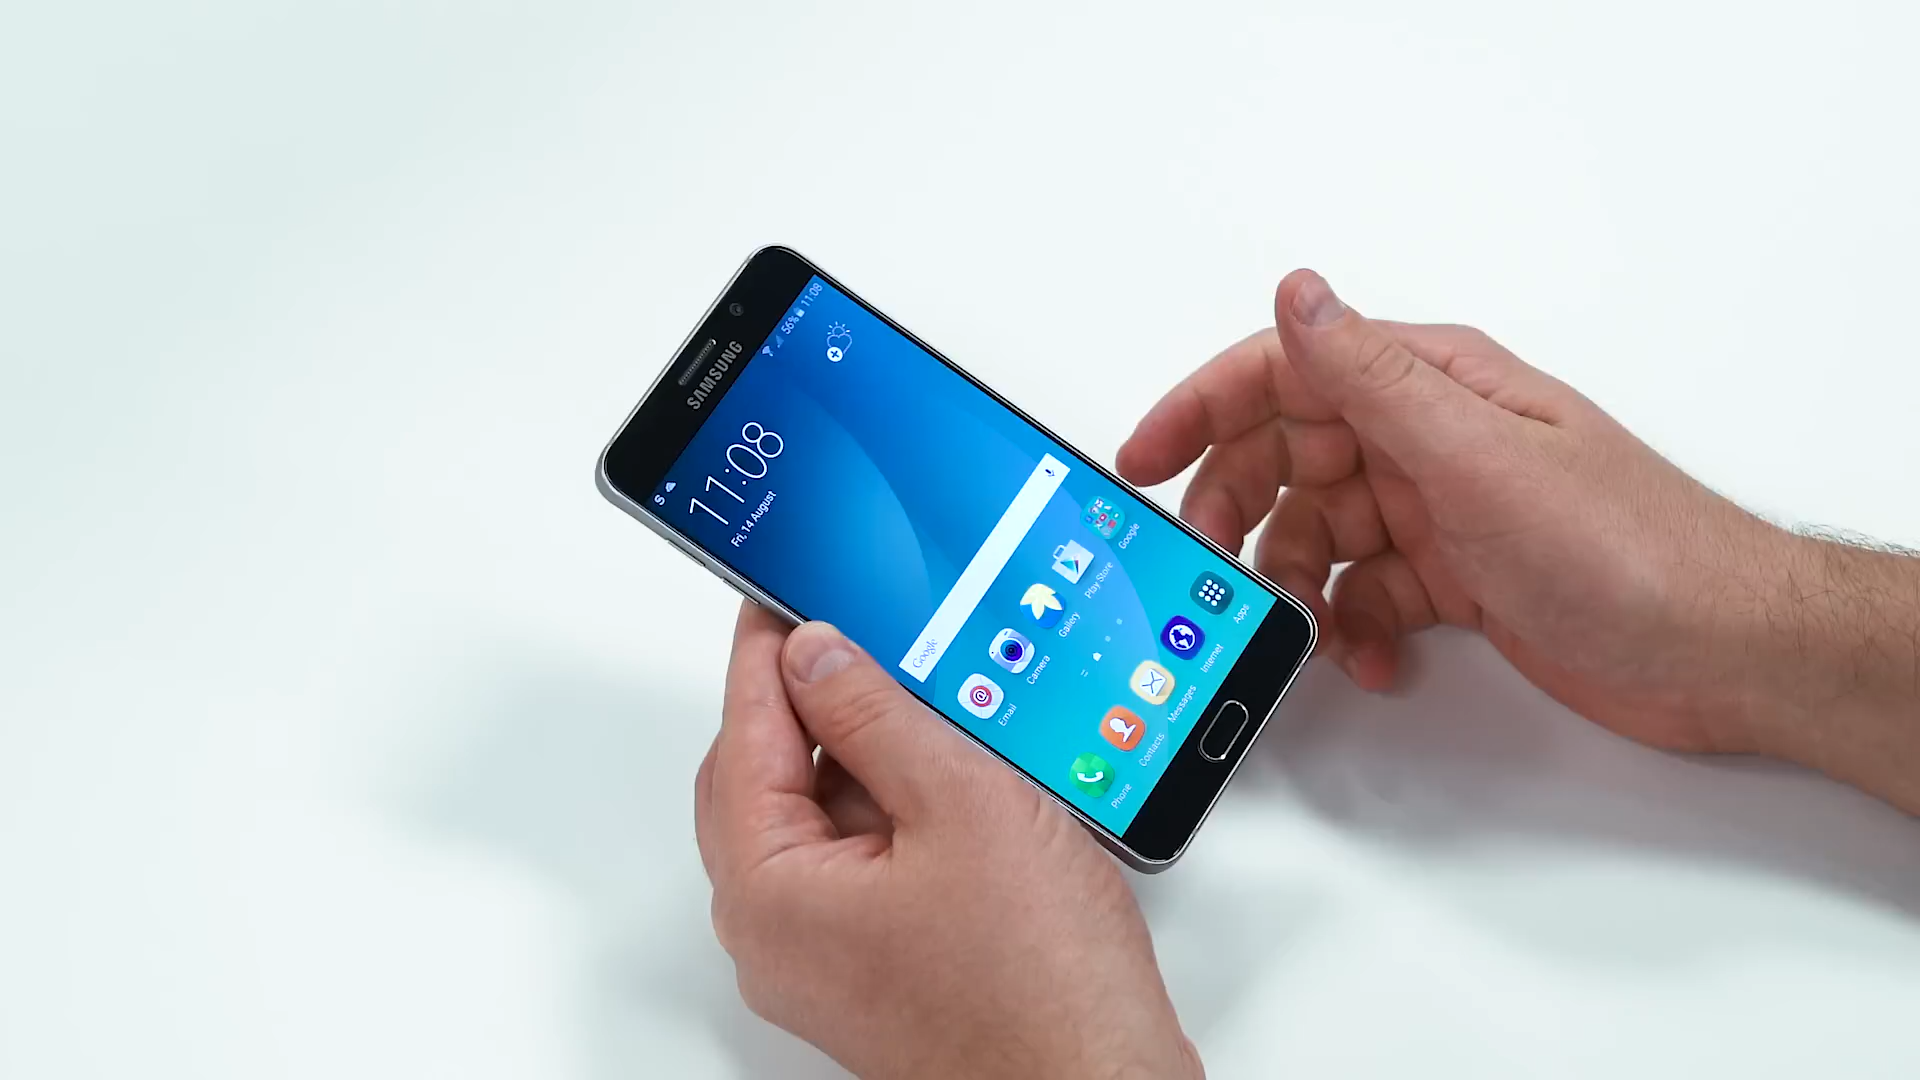 SAMSUNG
56% 11:08
S
11:08
Fri, 14 August
Google
Email
Camera
Gallery
Play Store
Google
Phone
Contacts
Messages
Internet
Apps